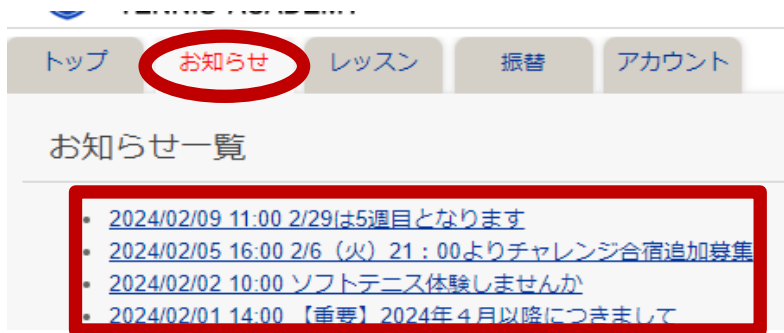 トップ お知らせ レッスン 振替 アカウント
お知らせ一覧
• 2024/02/09 11:00 2/29は5週目となります
• 2024/02/05 16:00 2/6（火）21：00よりチャレンジ合宿追加募集
• 2024/02/02 10:00 ソフトテニス体験しませんか
• 2024/02/01 14:00 【重要】2024年４月以降につきまして